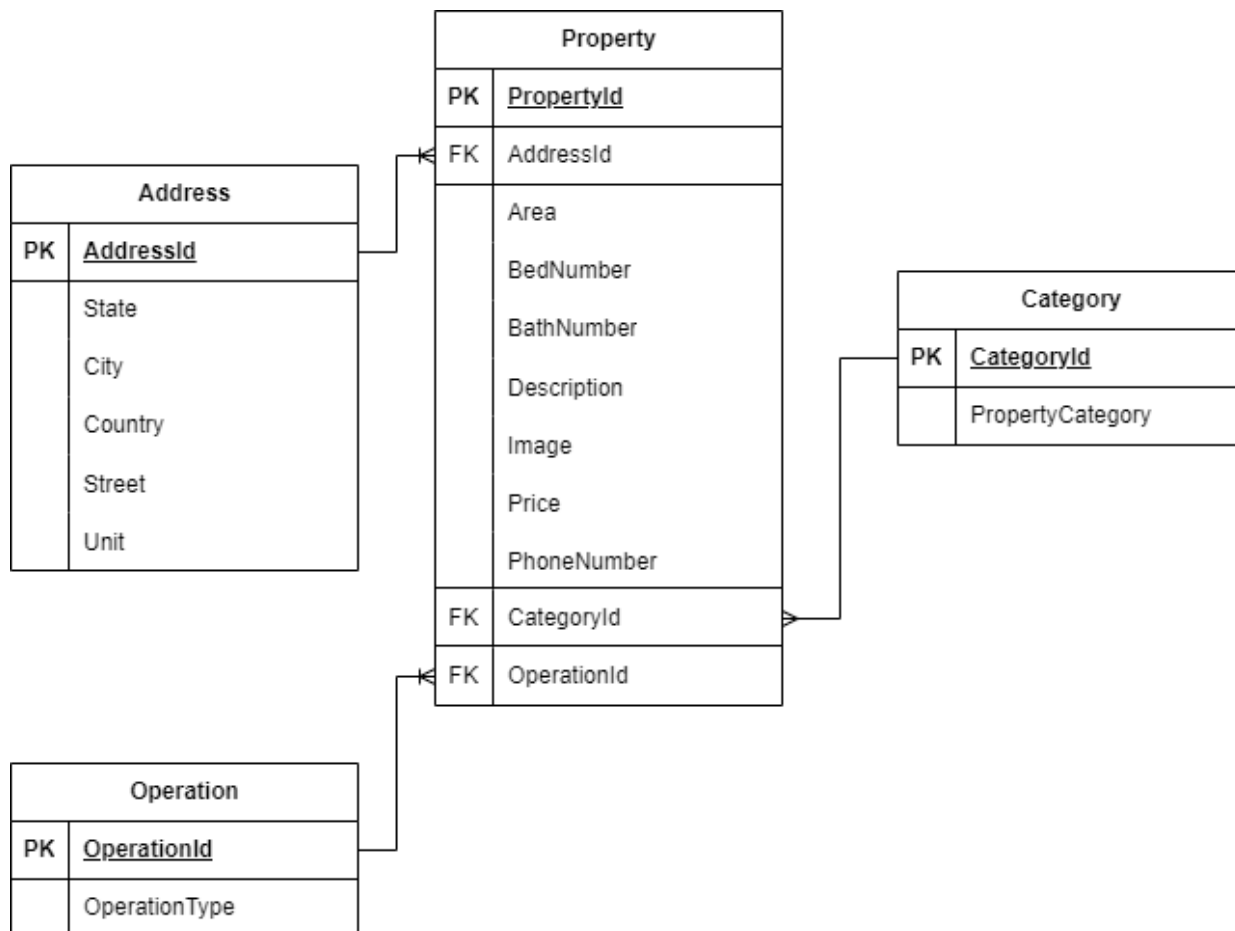 Property
PK PropertyId
FK AddressId
Area
BedNumber
BathNumber
Description
Image
Price
PhoneNumber
FK CategoryId
FK OperationId
Address
PK AddressId
State
City
Country
Street
Unit
Category
PK CategoryId
PropertyCategory
Operation
PK OperationId
OperationType